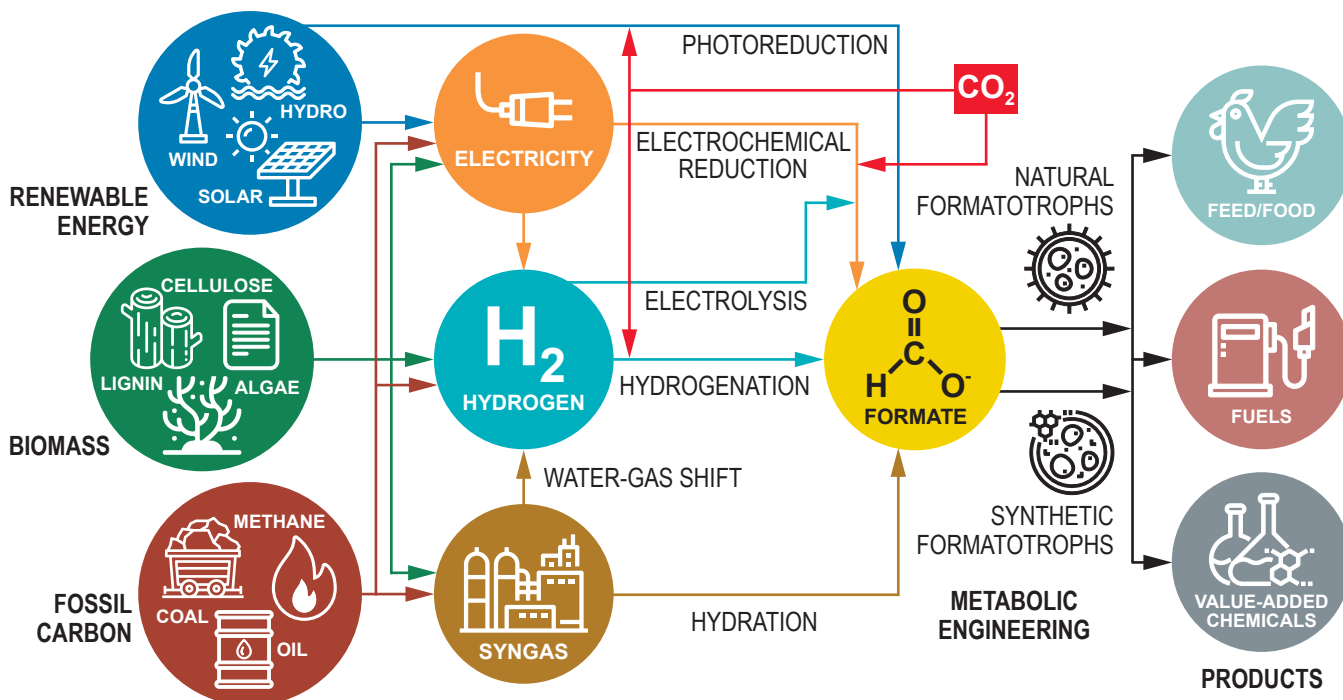 HYDRO
WIND
SOLAR
RENEWABLE
ENERGY
CELLULOSE
LIGNIN
ALGAE
BIOMASS
METHANE
COAL
OIL
FOSSIL
CARBON
ELECTRICITY
H₂
HYDROGEN
WATER-GAS SHIFT
SYNGAS
PHOTOREDUCTION
CO₂
ELECTROCHEMICAL
REDUCTION
ELECTROLYSIS
HYDROGENATION
HYDRATION
O
C
H
O⁻
FORMATE
NATURAL
FORMATOTROPHS
SYNTHETIC
FORMATOTROPHS
METABOLIC
ENGINEERING
FEED/FOOD
FUELS
VALUE-ADDED
CHEMICALS
PRODUCTS